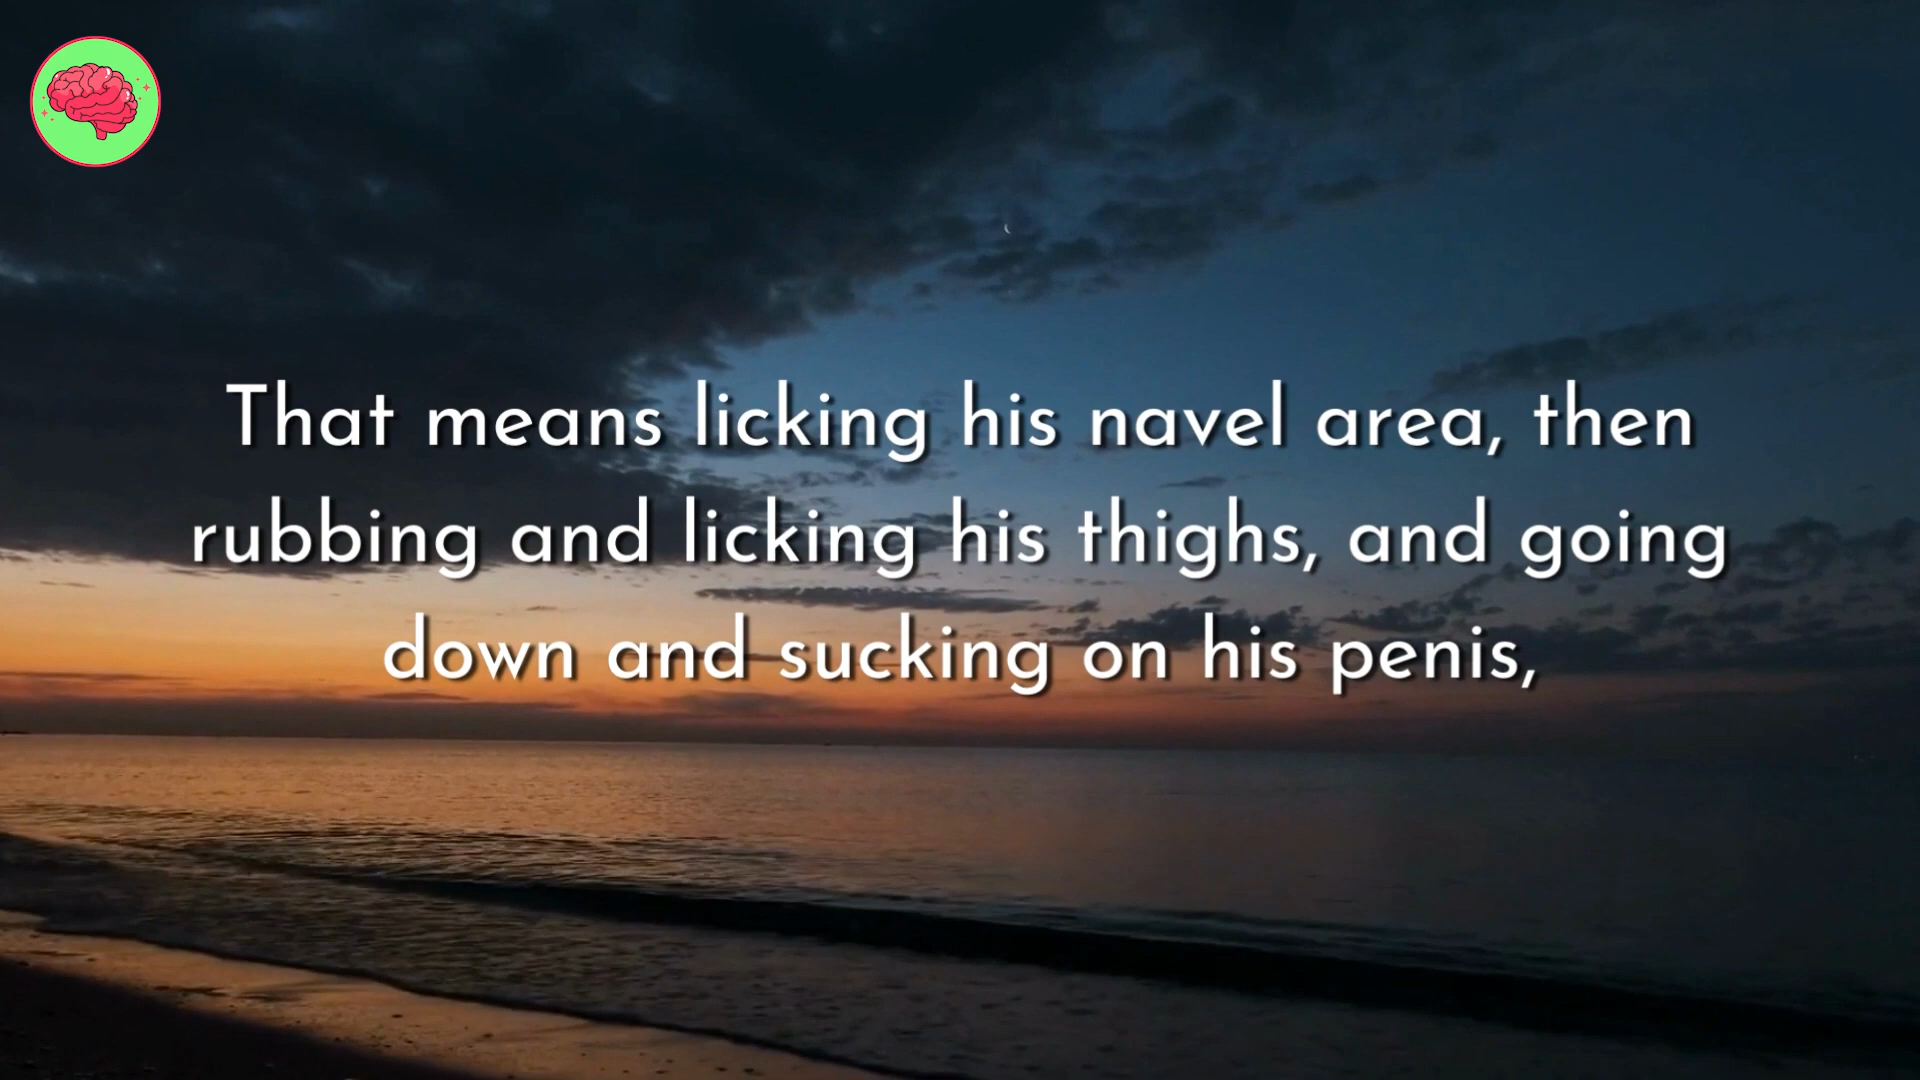 That means licking his navel area, then
rubbing and licking his thighs, and going
down and sucking on his penis,